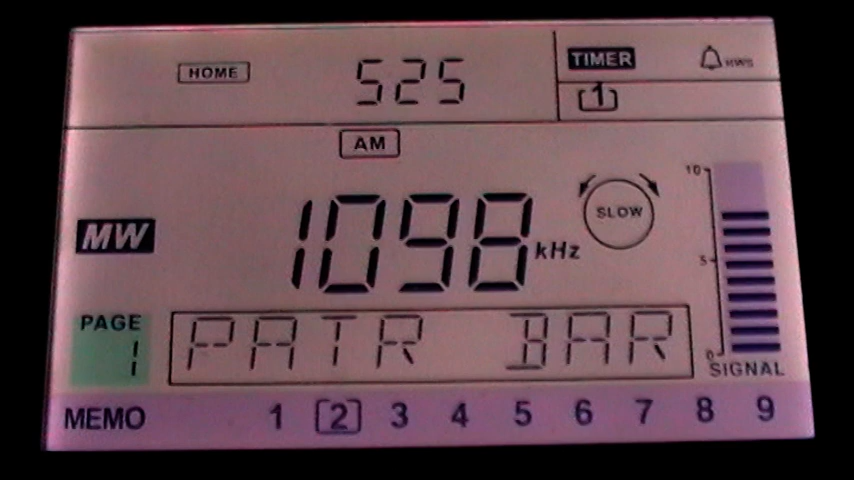 HOME 525 TIMER HWS
1
AM
MW 1098 kHz SLOW 10 5 0
PAGE 1 PATR BAR SIGNAL
MEMO 1 2 3 4 5 6 7 8 9